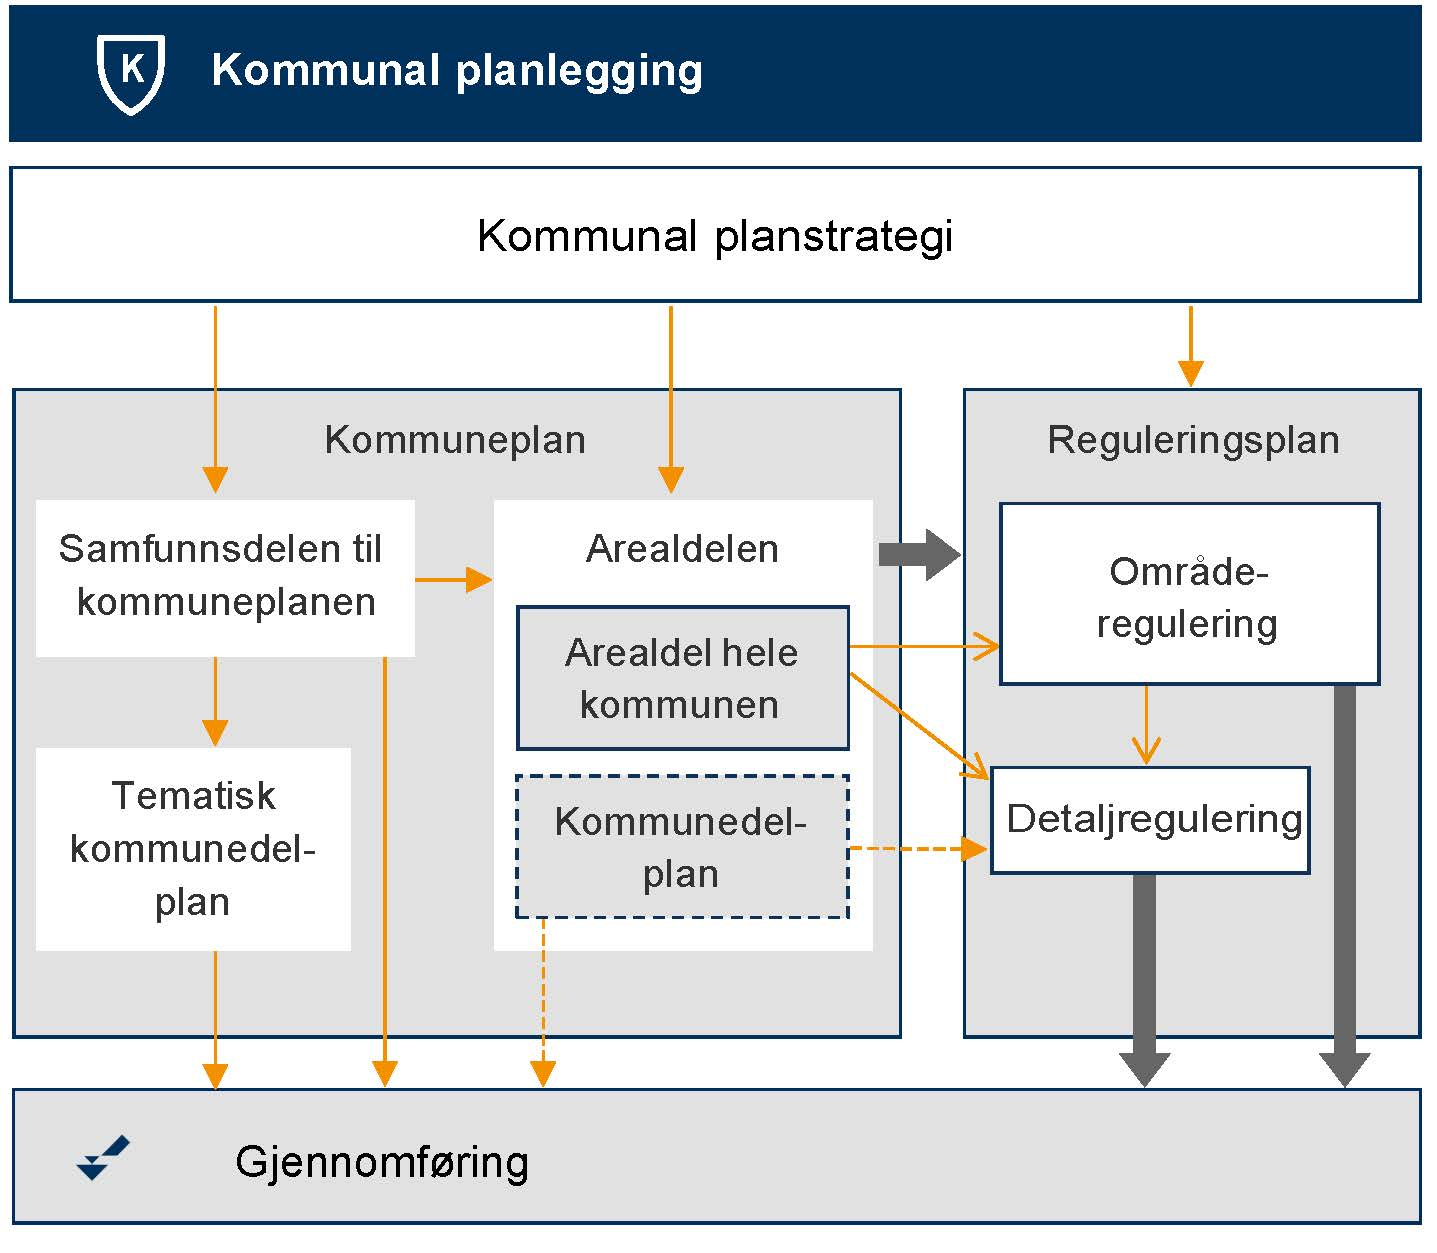 K
Kommunal planlegging
Kommunal planstrategi
Kommuneplan
Samfunnsdelen til
kommuneplanen
Tematisk
kommunedel-
plan
Arealdelen
Arealdel hele
kommunen
Kommunedel-
plan
Reguleringsplan
Område-
regulering
Detaljregulering
Gjennomføring